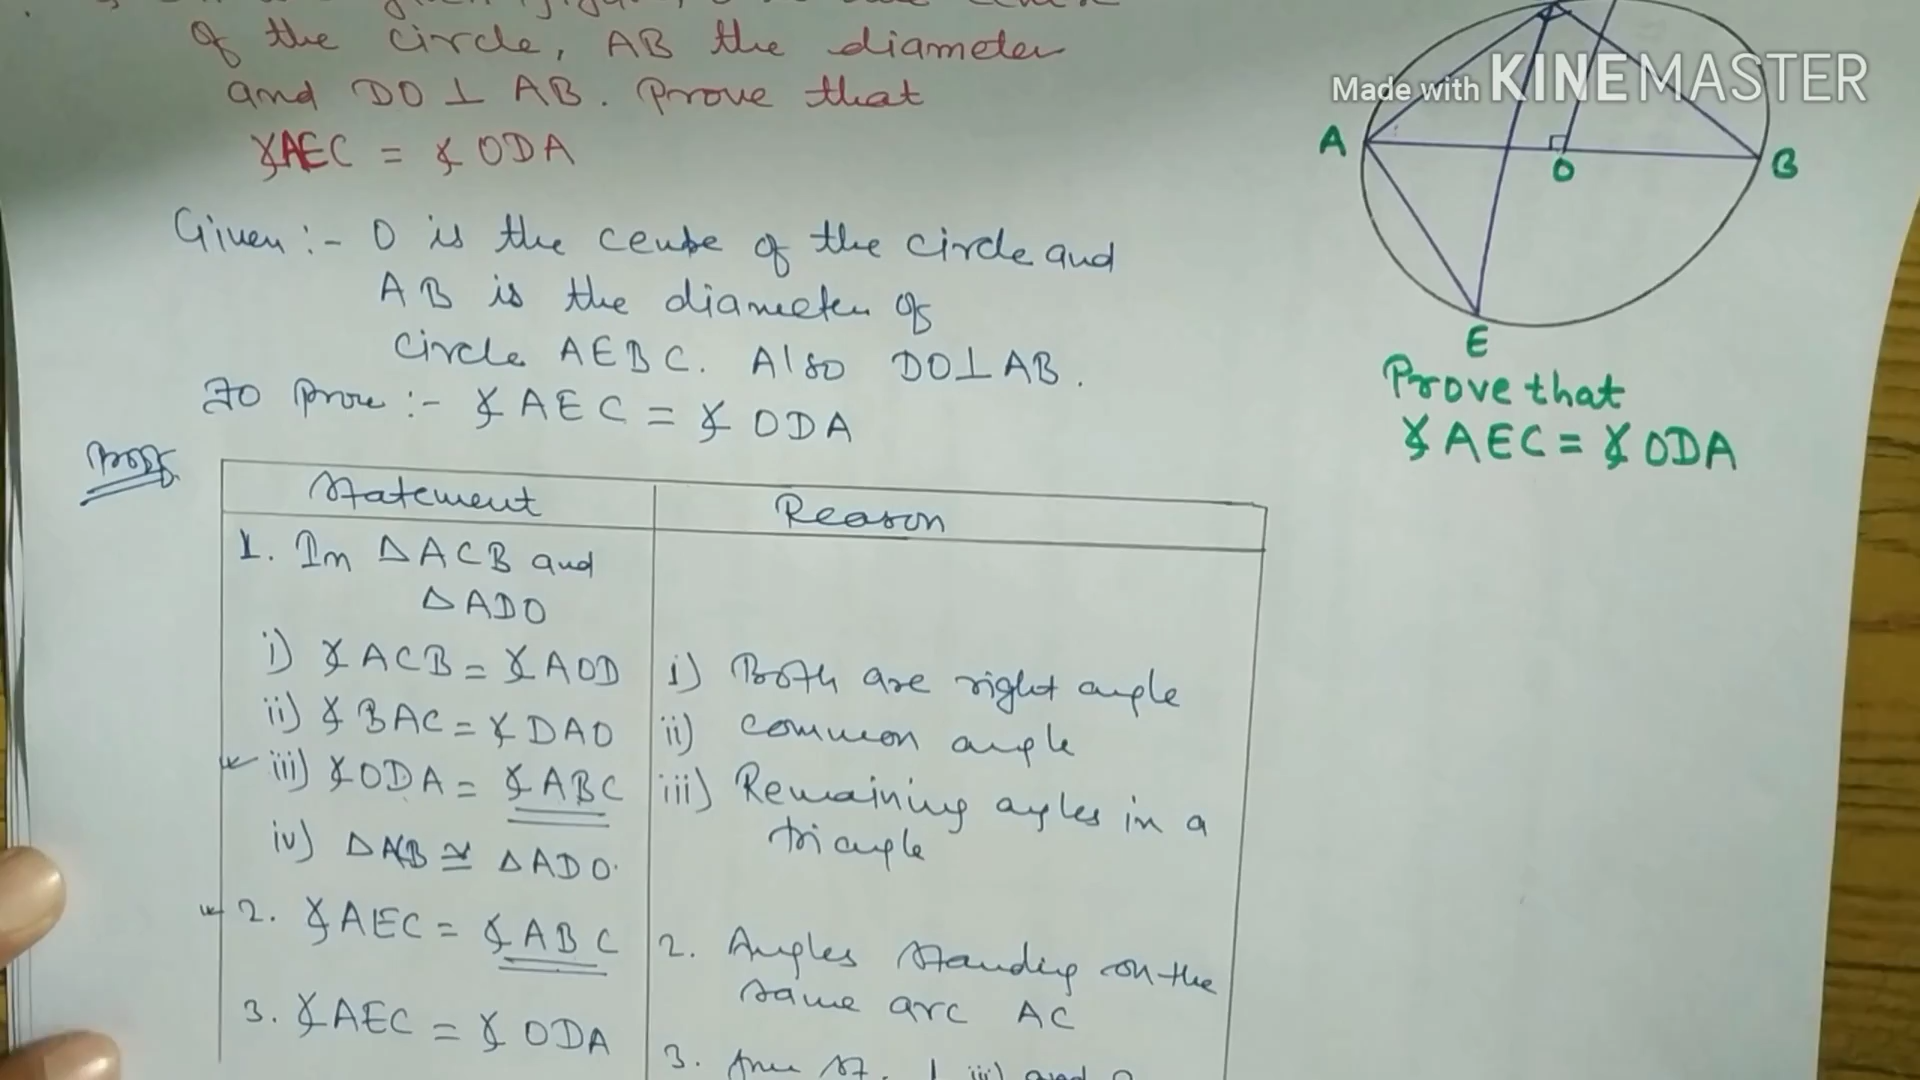 of the circle, AB the diameter
and DO ⊥ AB. Prove that
∡AEC = ∡ ODA
Given :- O is the centre of the circle and
AB is the diameter of
circle AEBC. Also DO ⊥ AB.
To prove :- ∡ AEC = ∡ ODA
Proof
Statement Reason
1. In △ ACB and
△ ADO
i) ∡ ACB = ∡ AOD i) Both are right angle
ii) ∡ BAC = ∡ DAO ii) common angle
iii) ∡ ODA = ∡ ABC iii) Remaining angles in a
triangle
iv) △ ACB ≅ △ ADO.
2. ∡ AEC = ∡ ABC 2. Angles standing on the
same arc AC
3. ∡ AEC = ∡ ODA
3. iii) and
Made with KINEMASTER
A
O
B
E
Prove that
∡ AEC = ∡ ODA